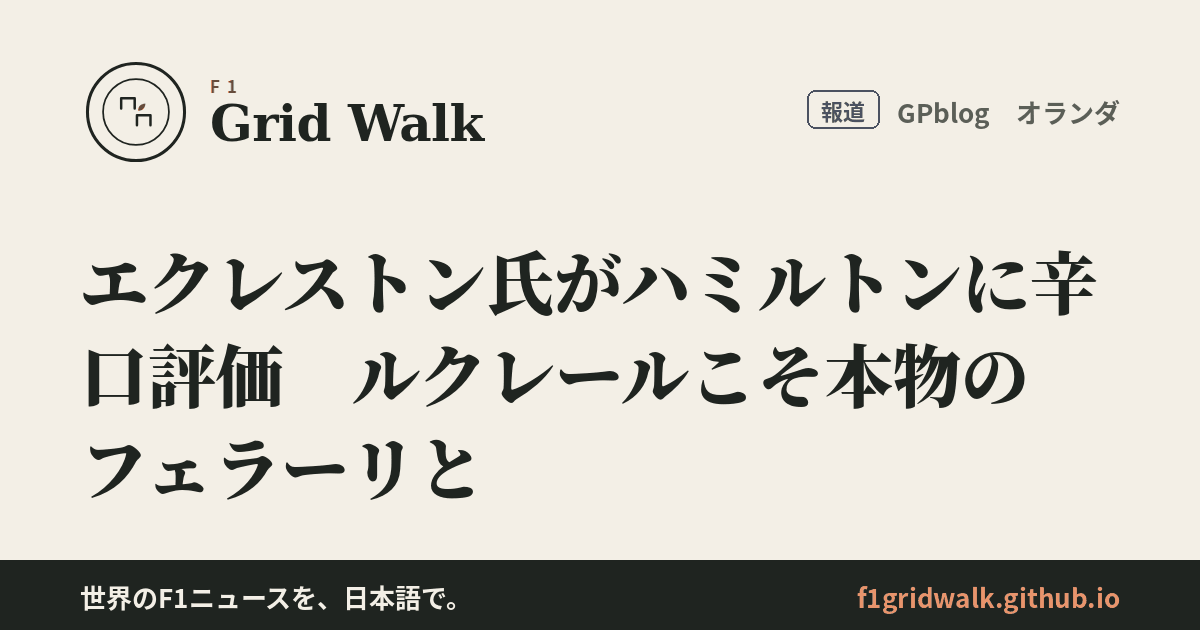 F1
Grid Walk
報道 GPblog オランダ
エクレストン氏がハミルトンに辛
口評価　ルクレールこそ本物の
フェラーリと
世界のF1ニュースを、日本語で。
f1gridwalk.github.io